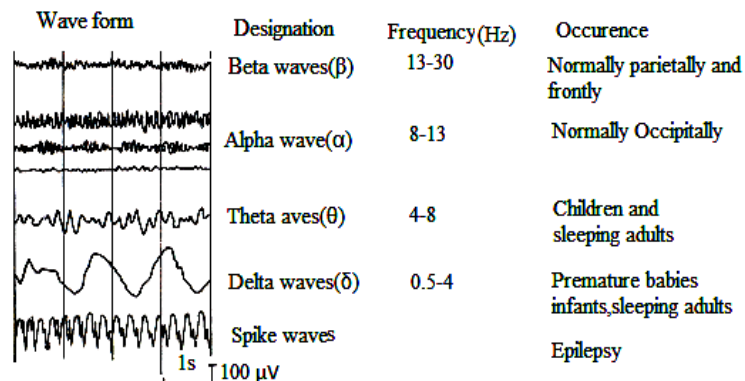 Wave form Designation Frequency(Hz) Occurence
Beta waves(β) 13-30 Normally parietally and
frontly
Alpha wave(α) 8-13 Normally Occipitally
Theta aves(θ) 4-8 Children and
sleeping adults
Delta waves(δ) 0.5-4 Premature babies
infants,sleeping adults
Spike waves
Epilepsy
1s 100 μV